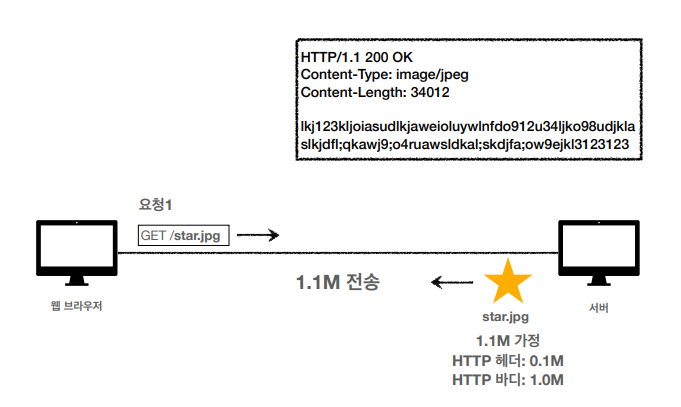 HTTP/1.1 200 OK
Content-Type: image/jpeg
Content-Length: 34012
lkj123kljoiasudlkjaweioluywlnfdo912u34ljko98udjkla
slkjdfl;qkawj9;o4ruawsldkal;skdjfa;ow9ejkl3123123
요청1
GET /star.jpg
1.1M 전송
웹 브라우저
서버
star.jpg
1.1M 가정
HTTP 헤더: 0.1M
HTTP 바디: 1.0M